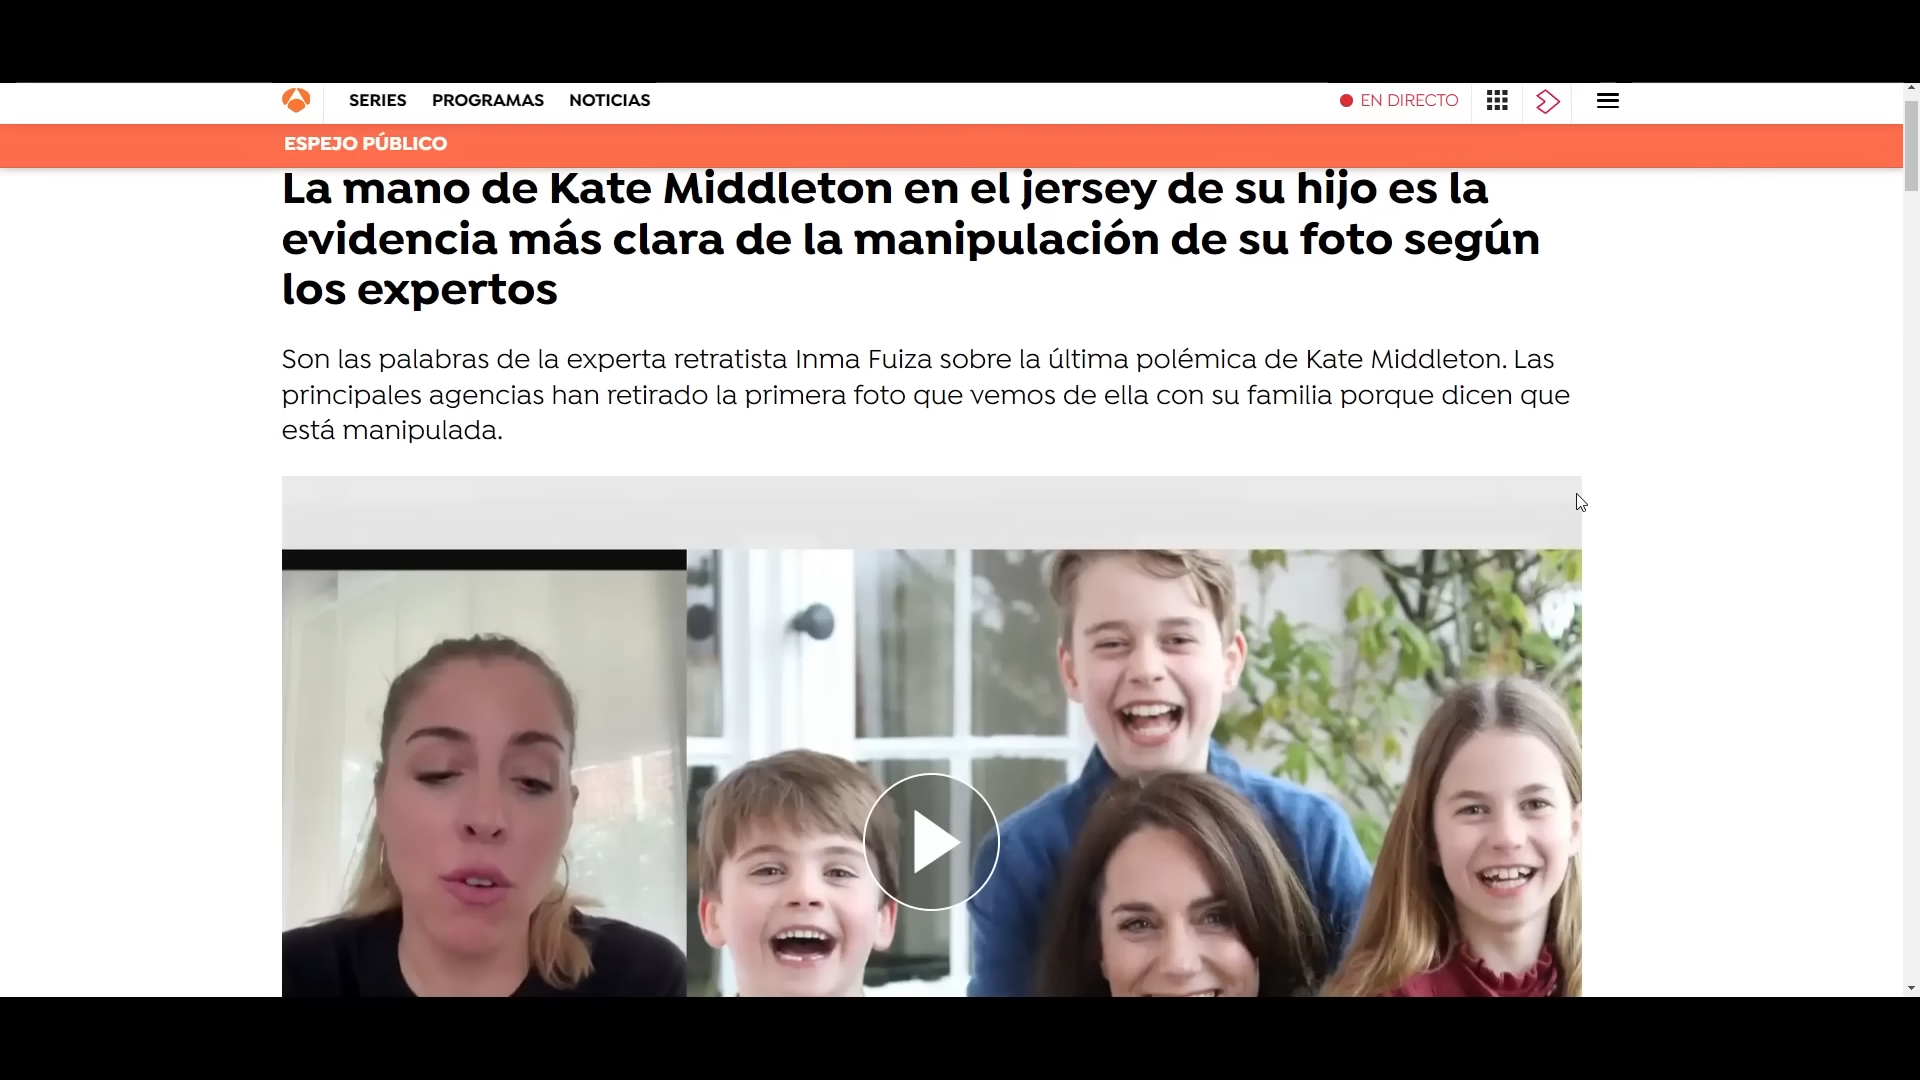 SERIES PROGRAMAS NOTICIAS EN DIRECTO
ESPEJO PÚBLICO
La mano de Kate Middleton en el jersey de su hijo es la
evidencia más clara de la manipulación de su foto según
los expertos
Son las palabras de la experta retratista Inma Fuiza sobre la última polémica de Kate Middleton. Las
principales agencias han retirado la primera foto que vemos de ella con su familia porque dicen que
está manipulada.